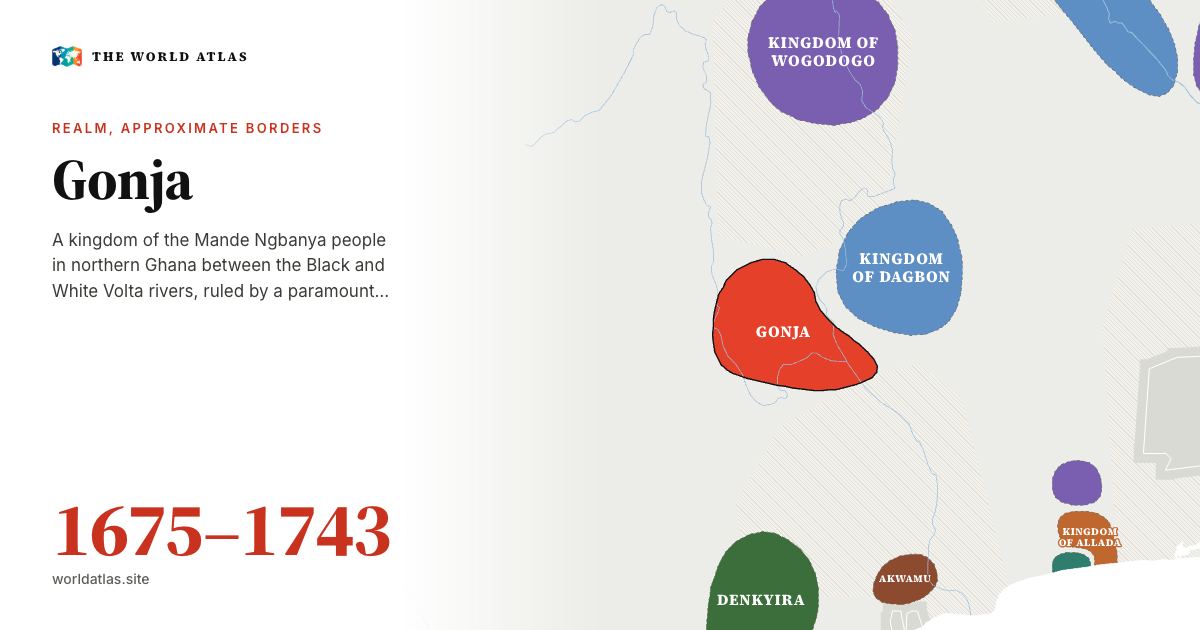 THE WORLD ATLAS
REALM, APPROXIMATE BORDERS
Gonja
A kingdom of the Mande Ngbanya people
in northern Ghana between the Black and
White Volta rivers, ruled by a paramount...
1675–1743
worldatlas.site
KINGDOM OF
WOGODOGO
KINGDOM
OF DAGBON
GONJA
KINGDOM
OF ALLADA
AKWAMU
DENKYIRA